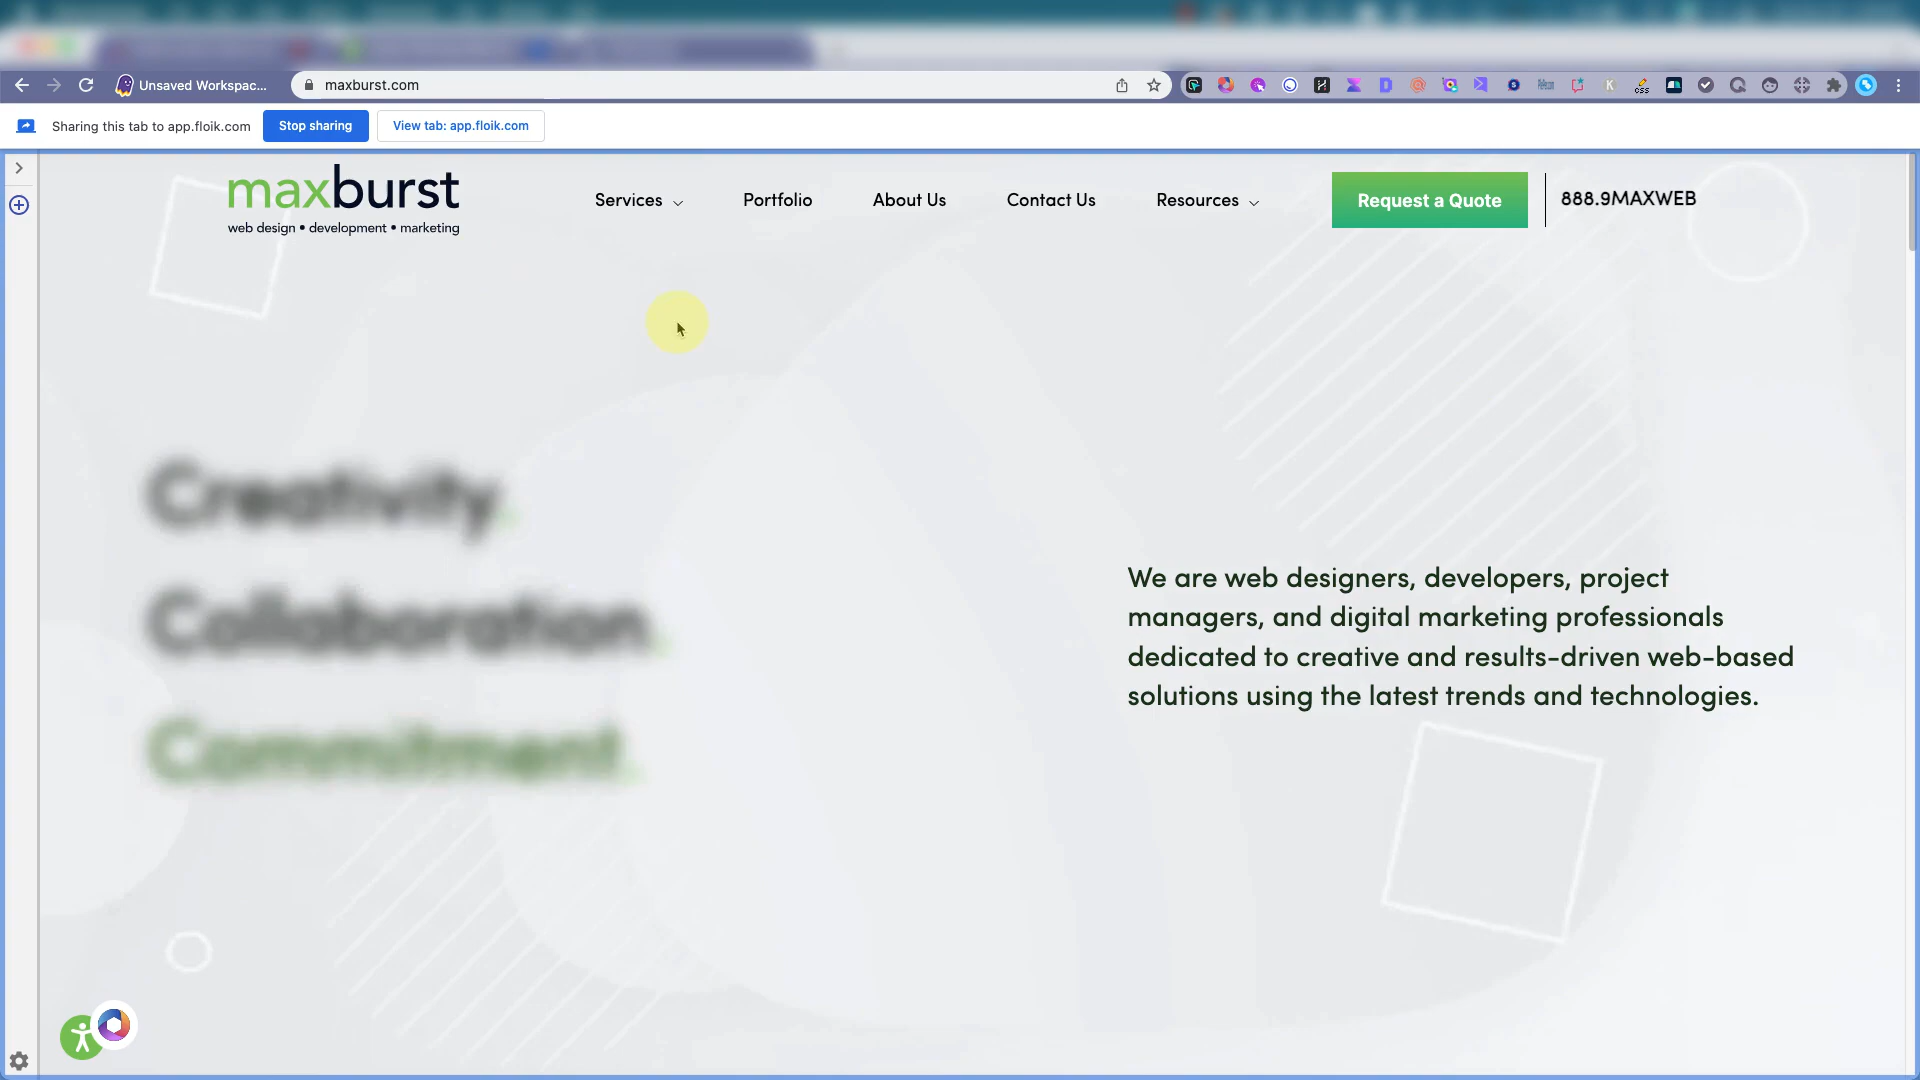 Unsaved Workspac...
maxburst.com
Sharing this tab to app.floik.com
Stop sharing
View tab: app.floik.com
maxburst
web design • development • marketing
Services
Portfolio
About Us
Contact Us
Resources
Request a Quote
888.9MAXWEB
Creativity.
Collaboration.
Commitment.
We are web designers, developers, project
managers, and digital marketing professionals
dedicated to creative and results-driven web-based
solutions using the latest trends and technologies.